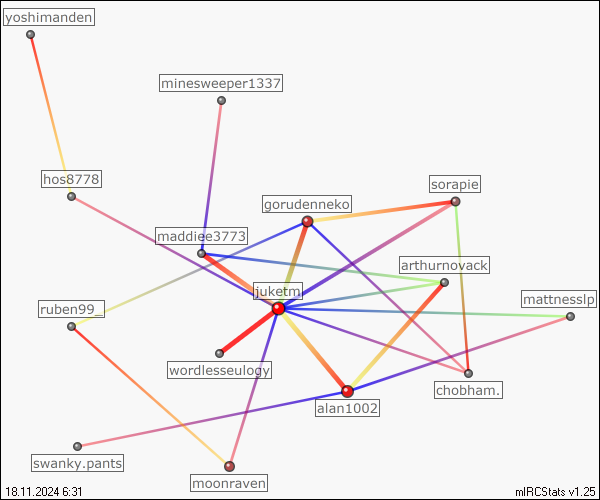 yoshimanden
minesweeper1337
hos8778
sorapie
gorudenneko
maddiee3773
arthurnovack
juketm
mattnesslp
ruben99_
wordlesseulogy
chobham.
alan1002
swanky.pants
moonraven
18.11.2024 6:31
mIRCStats v1.25